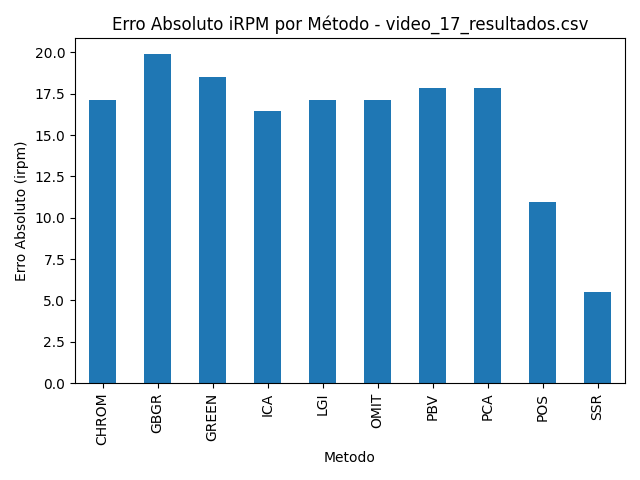 Erro Absoluto iRPM por Método - video_17_resultados.csv
Erro Absoluto (irpm)
20.0
17.5
15.0
12.5
10.0
7.5
5.0
2.5
0.0
CHROM
GBGR
GREEN
ICA
LGI
OMIT
PBV
PCA
POS
SSR
Metodo